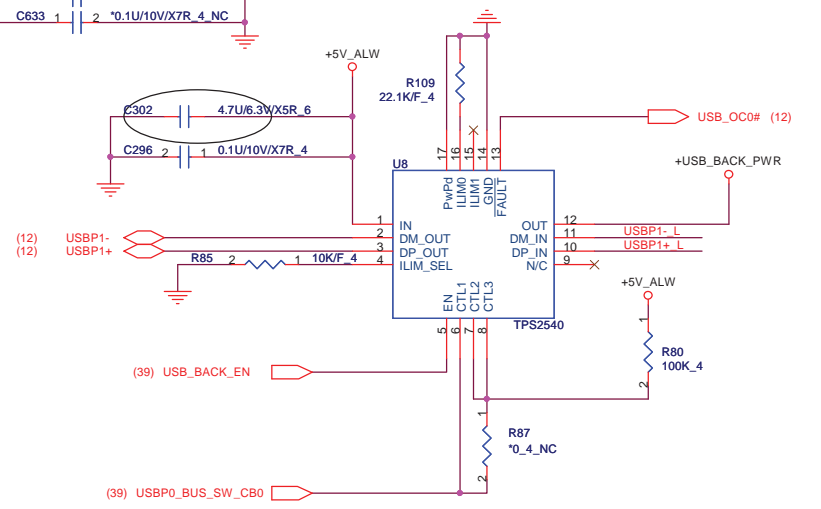 C633 1 2 *0.1U/10V/X7R_4_NC
+5V_ALW
R109
22.1K/F_4
C302 4.7U/6.3V/X5R_6
USB_OC0# (12)
C296 2 1 0.1U/10V/X7R_4
U8
17 16 15 14 13
PwPd ILIM0 ILIM1 GND FAULT
+USB_BACK_PWR
1 IN OUT 12
(12) USBP1- 2 DM_OUT DM_IN 11 USBP1-_L
(12) USBP1+ 3 DP_OUT DP_IN 10 USBP1+_L
R85 2 1 10K/F_4 4 ILIM_SEL N/C 9
EN CTL1 CTL2 CTL3
5 6 7 8
TPS2540
+5V_ALW
1
R80
100K_4
2
(39) USB_BACK_EN
1
R87
*0_4_NC
2
(39) USBP0_BUS_SW_CB0